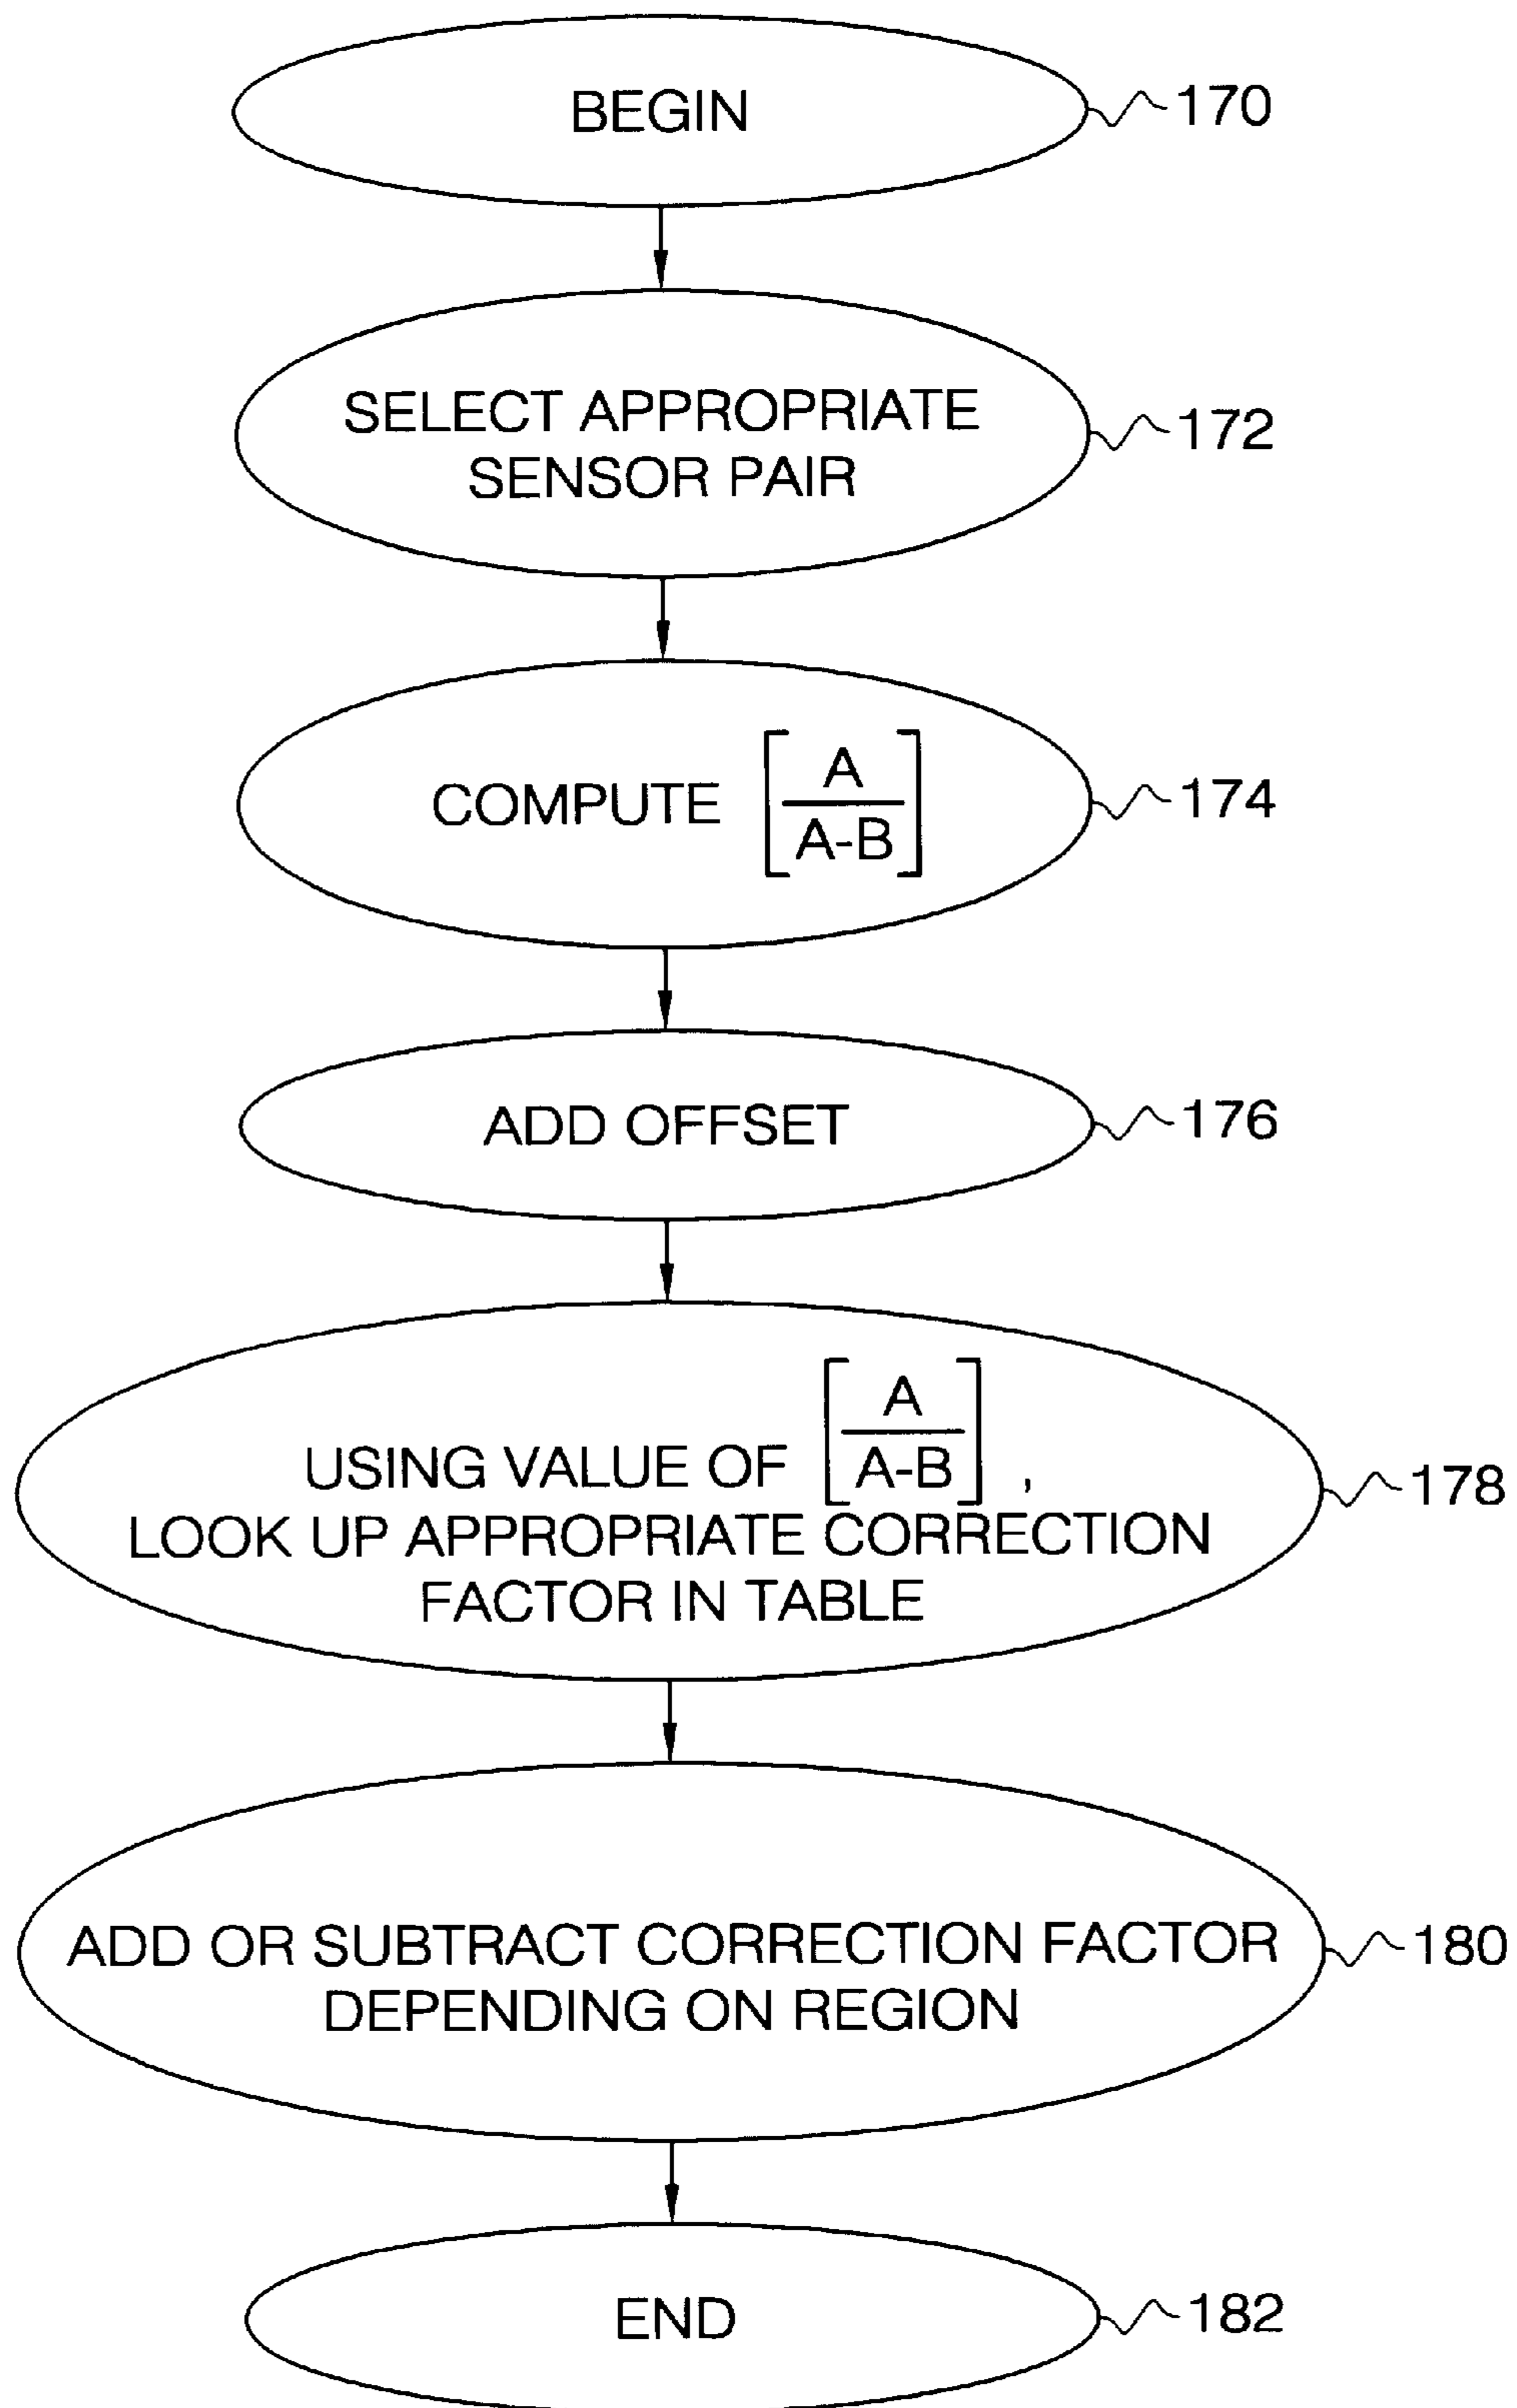 BEGIN 170
SELECT APPROPRIATE
SENSOR PAIR
172
COMPUTE [A/A-B] 174
ADD OFFSET 176
USING VALUE OF [A/A-B],
LOOK UP APPROPRIATE CORRECTION
FACTOR IN TABLE
178
ADD OR SUBTRACT CORRECTION FACTOR
DEPENDING ON REGION
180
END 182